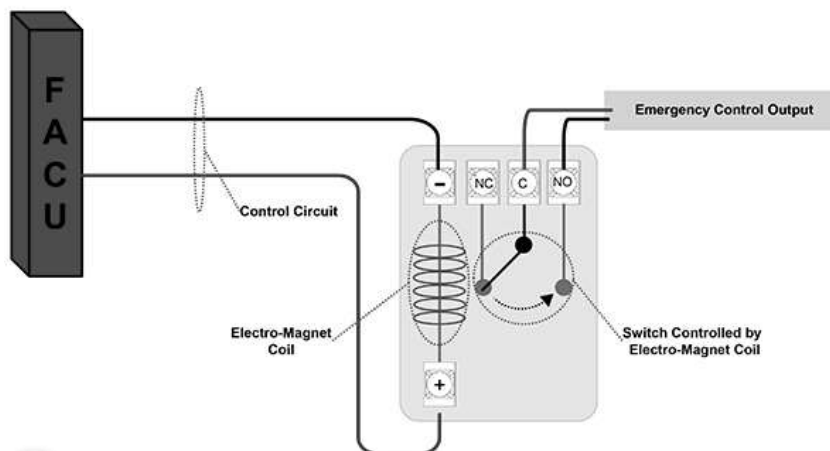 F
A
C
U
Emergency Control Output
−
NC
C
NO
Control Circuit
Electro-Magnet
Coil
Switch Controlled by
Electro-Magnet Coil
+